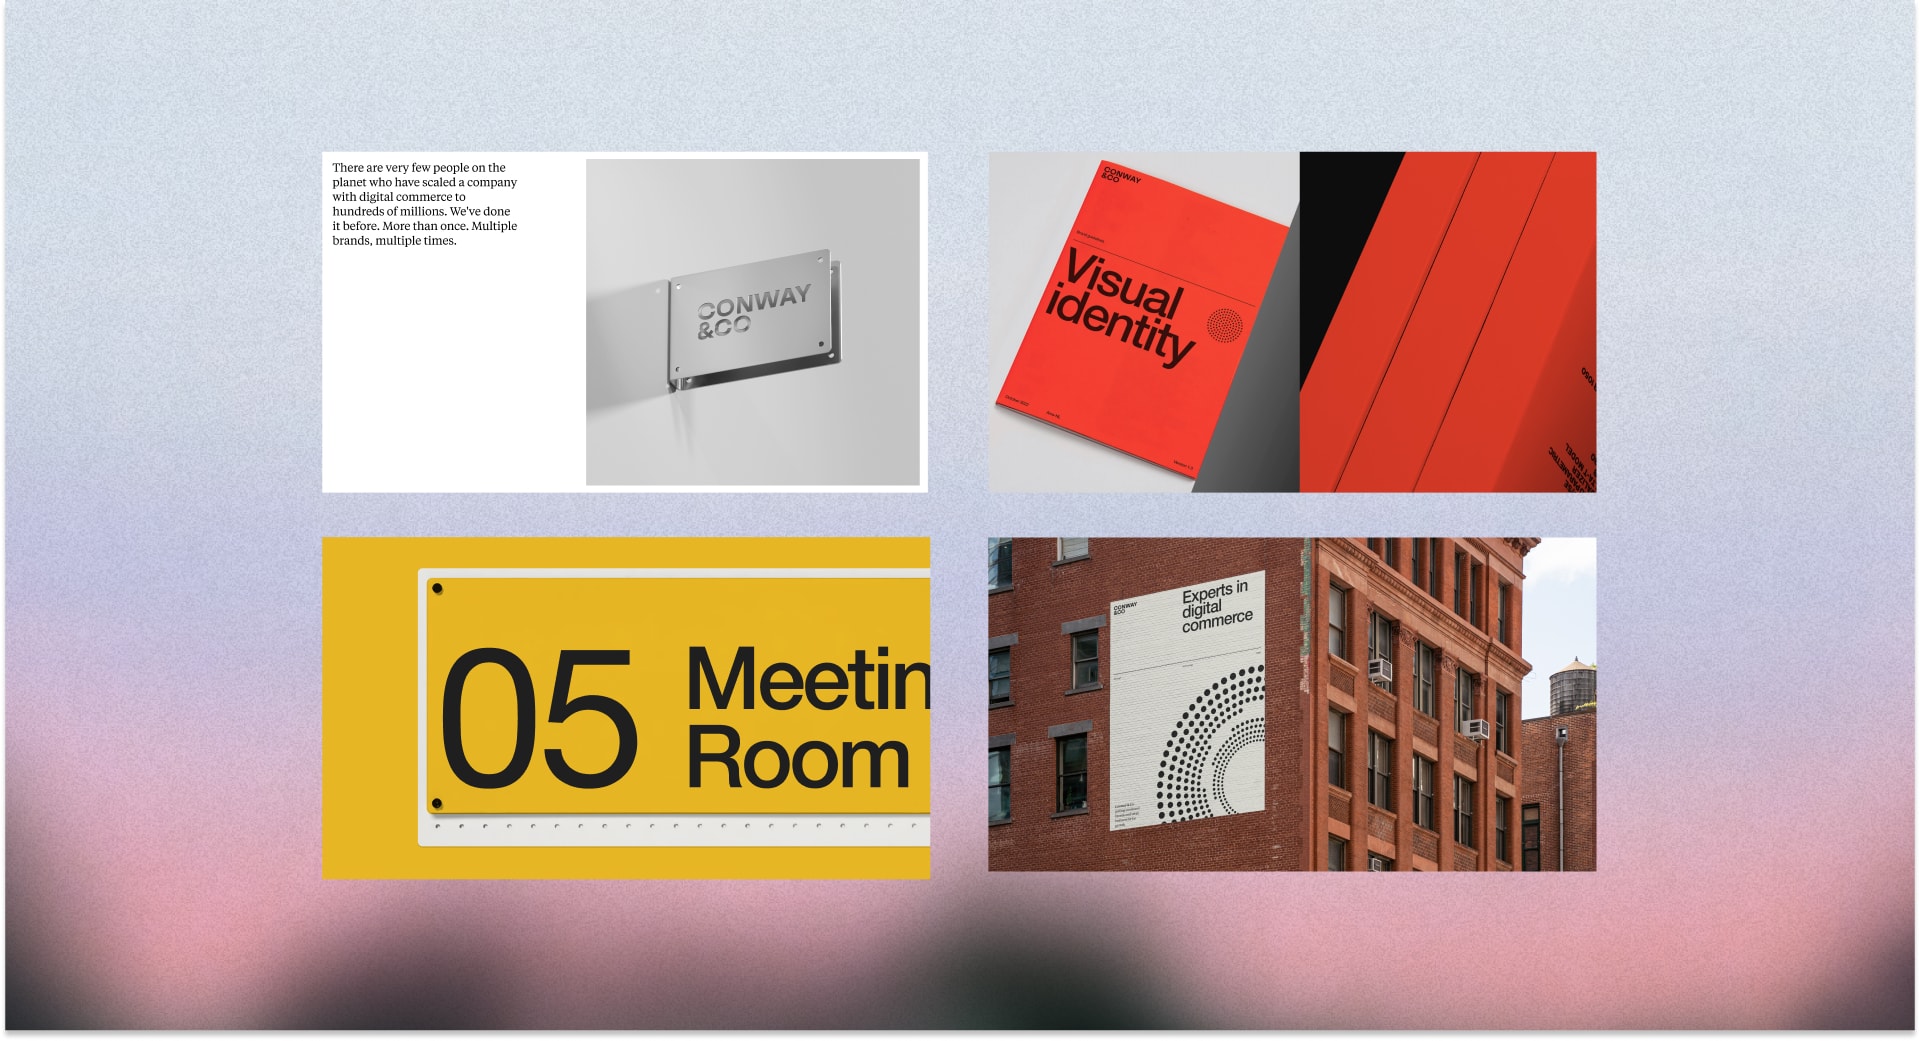 There are very few people on the
planet who have scaled a company
with digital commerce to
hundreds of millions. We've done
it before. More than once. Multiple
brands, multiple times.
CONWAY
&CO
CONWAY
&CO
Visual
identity
05
Meetin
Room
CONWAY
&CO
Experts in
digital
commerce